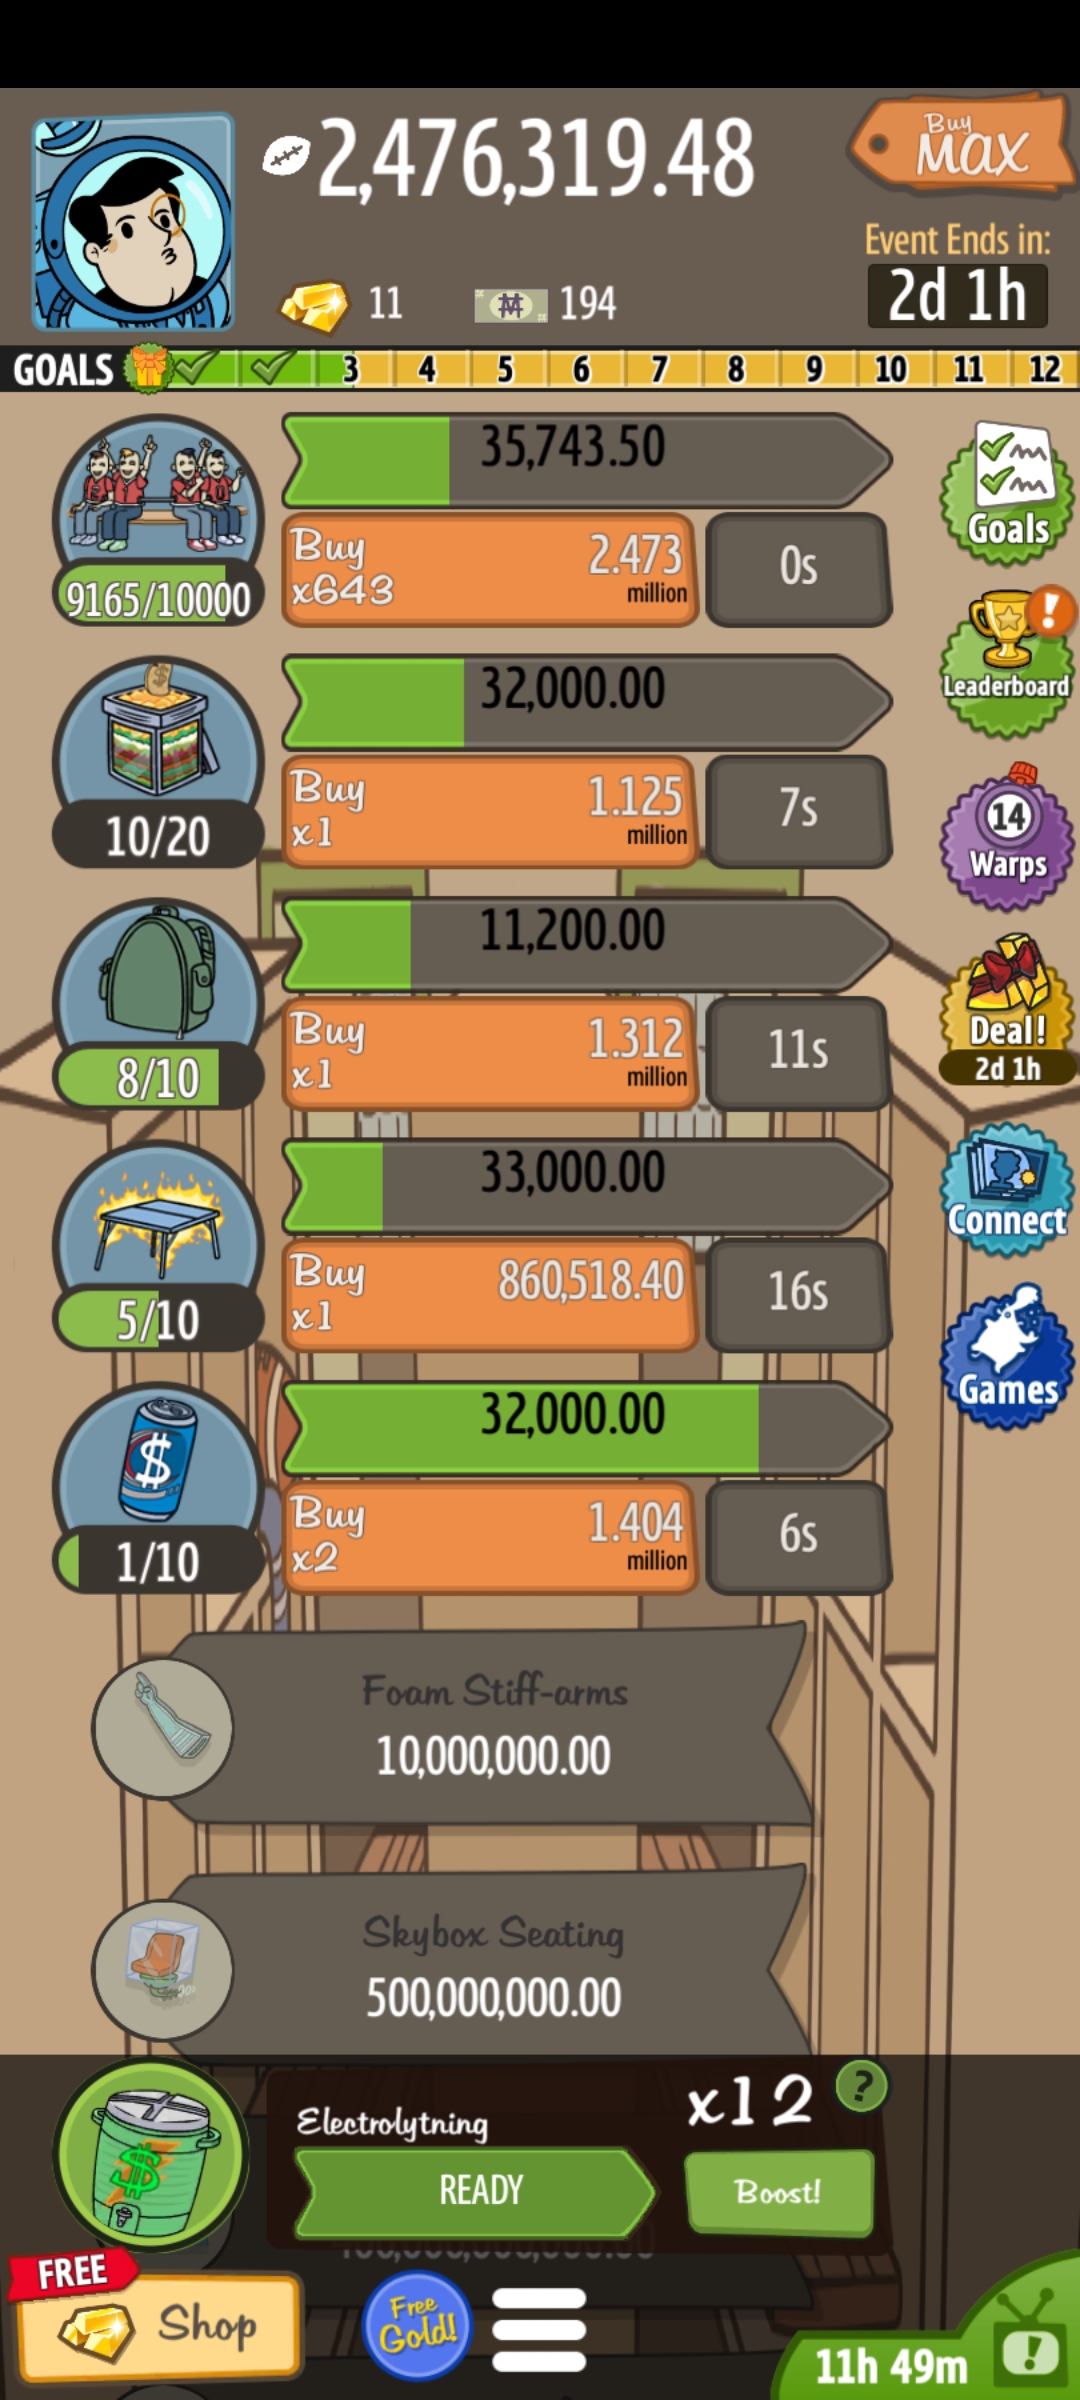 2,476,319.48
Buy
MAX
Event Ends in:
2d 1h
11
194
GOALS 3 4 5 6 7 8 9 10 11 12
35,743.50
Buy
x643
2.473
million
0s
9165/10000
Goals
Leaderboard
32,000.00
Buy
x1
1.125
million
7s
10/20
14
Warps
11,200.00
Buy
x1
1.312
million
11s
8/10
Deal!
2d 1h
33,000.00
Buy
x1
860,518.40
16s
5/10
Connect
Games
32,000.00
Buy
x2
1.404
million
6s
1/10
Foam Stiff-arms
10,000,000.00
Skybox Seating
500,000,000.00
Electrolytning
x12
?
READY
Boost!
FREE
Shop
Free
Gold!
11h 49m